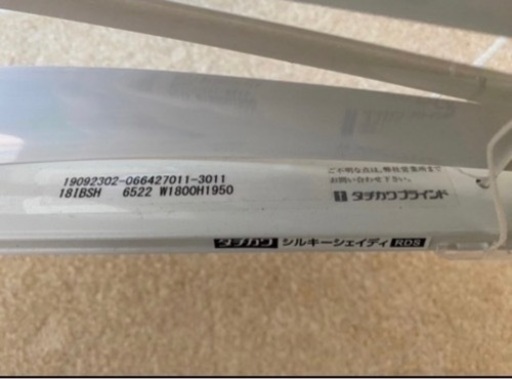 19092302-066427011-3011
18IBSH 6522 W1800H1950
ご不明な点は、弊社営業所まで
お問い合わせ下さい。
タチカワブラインド
タチカワ シルキーシェイディ RDS